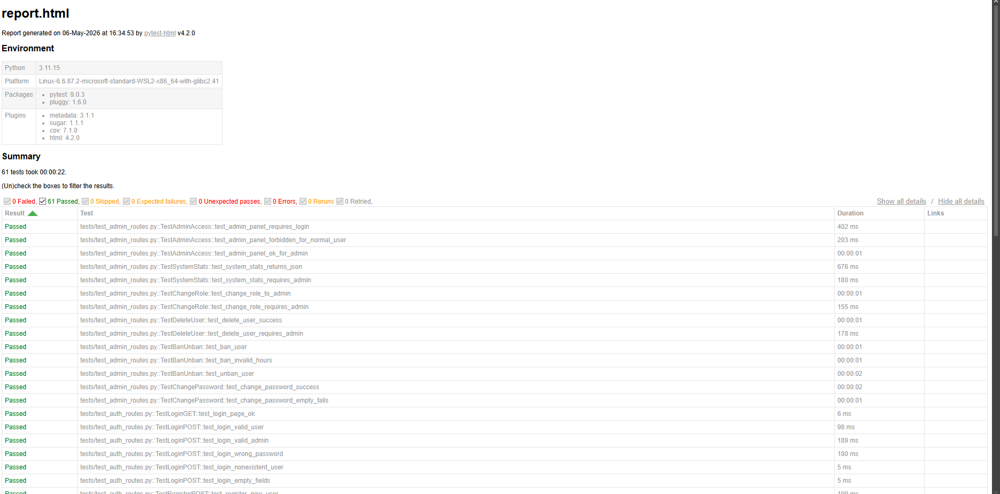 report.html
Report generated on 06-May-2026 at 16:34:53 by pytest-html v4.2.0
Environment
Python 3.11.15
Platform Linux-6.6.87.2-microsoft-standard-WSL2-x86_64-with-glibc2.41
Packages
pytest: 9.0.3
pluggy: 1.6.0
Plugins
metadata: 3.1.1
sugar: 1.1.1
cov: 7.1.0
html: 4.2.0
Summary
61 tests took 00:00:22.
(Un)check the boxes to filter the results.
0 Failed, 61 Passed, 0 Skipped, 0 Expected failures, 0 Unexpected passes, 0 Errors, 0 Reruns 0 Retried, Show all details / Hide all details
Result Test Duration Links
Passed tests/test_admin_routes.py::TestAdminAccess::test_admin_panel_requires_login 402 ms
Passed tests/test_admin_routes.py::TestAdminAccess::test_admin_panel_forbidden_for_normal_user 203 ms
Passed tests/test_admin_routes.py::TestAdminAccess::test_admin_panel_ok_for_admin 00:00:01
Passed tests/test_admin_routes.py::TestSystemStats::test_system_stats_returns_json 676 ms
Passed tests/test_admin_routes.py::TestSystemStats::test_system_stats_requires_admin 180 ms
Passed tests/test_admin_routes.py::TestChangeRole::test_change_role_to_admin 00:00:01
Passed tests/test_admin_routes.py::TestChangeRole::test_change_role_requires_admin 155 ms
Passed tests/test_admin_routes.py::TestDeleteUser::test_delete_user_success 00:00:01
Passed tests/test_admin_routes.py::TestDeleteUser::test_delete_user_requires_admin 178 ms
Passed tests/test_admin_routes.py::TestBanUnban::test_ban_user 00:00:01
Passed tests/test_admin_routes.py::TestBanUnban::test_ban_invalid_hours 00:00:01
Passed tests/test_admin_routes.py::TestBanUnban::test_unban_user 00:00:02
Passed tests/test_admin_routes.py::TestChangePassword::test_change_password_success 00:00:02
Passed tests/test_admin_routes.py::TestChangePassword::test_change_password_empty_fails 00:00:01
Passed tests/test_auth_routes.py::TestLoginGET::test_login_page_ok 6 ms
Passed tests/test_auth_routes.py::TestLoginPOST::test_login_valid_user 98 ms
Passed tests/test_auth_routes.py::TestLoginPOST::test_login_valid_admin 189 ms
Passed tests/test_auth_routes.py::TestLoginPOST::test_login_wrong_password 180 ms
Passed tests/test_auth_routes.py::TestLoginPOST::test_login_nonexistent_user 5 ms
Passed tests/test_auth_routes.py::TestLoginPOST::test_login_empty_fields 5 ms
Passed tests/test_auth_routes.py::TestRegisterPOST::test_register_new_user 199 ms